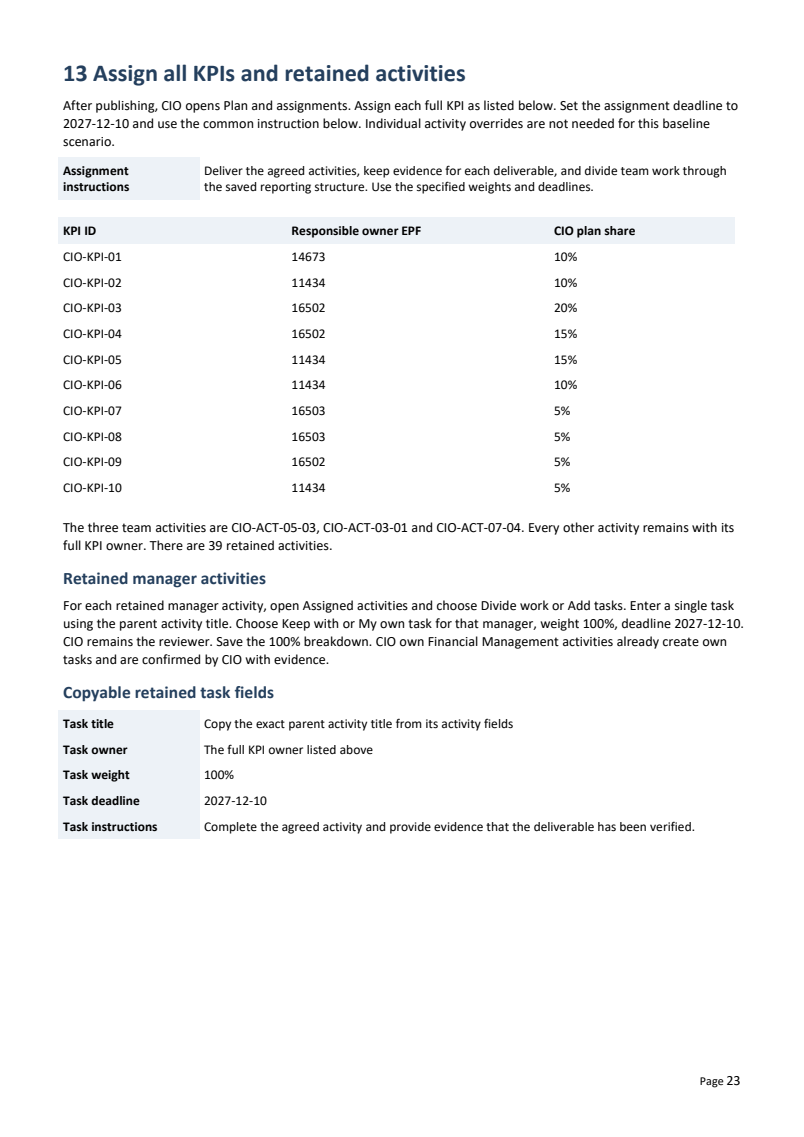 13 Assign all KPIs and retained activities
After publishing, CIO opens Plan and assignments. Assign each full KPI as listed below. Set the assignment deadline to
2027-12-10 and use the common instruction below. Individual activity overrides are not needed for this baseline
scenario.
Assignment instructions
Deliver the agreed activities, keep evidence for each deliverable, and divide team work through
the saved reporting structure. Use the specified weights and deadlines.
KPI ID Responsible owner EPF CIO plan share
CIO-KPI-01 14673 10%
CIO-KPI-02 11434 10%
CIO-KPI-03 16502 20%
CIO-KPI-04 16502 15%
CIO-KPI-05 11434 15%
CIO-KPI-06 11434 10%
CIO-KPI-07 16503 5%
CIO-KPI-08 16503 5%
CIO-KPI-09 16502 5%
CIO-KPI-10 11434 5%
The three team activities are CIO-ACT-05-03, CIO-ACT-03-01 and CIO-ACT-07-04. Every other activity remains with its
full KPI owner. There are 39 retained activities.
Retained manager activities
For each retained manager activity, open Assigned activities and choose Divide work or Add tasks. Enter a single task
using the parent activity title. Choose Keep with or My own task for that manager, weight 100%, deadline 2027-12-10.
CIO remains the reviewer. Save the 100% breakdown. CIO own Financial Management activities already create own
tasks and are confirmed by CIO with evidence.
Copyable retained task fields
Task title Copy the exact parent activity title from its activity fields
Task owner The full KPI owner listed above
Task weight 100%
Task deadline 2027-12-10
Task instructions Complete the agreed activity and provide evidence that the deliverable has been verified.
Page 23